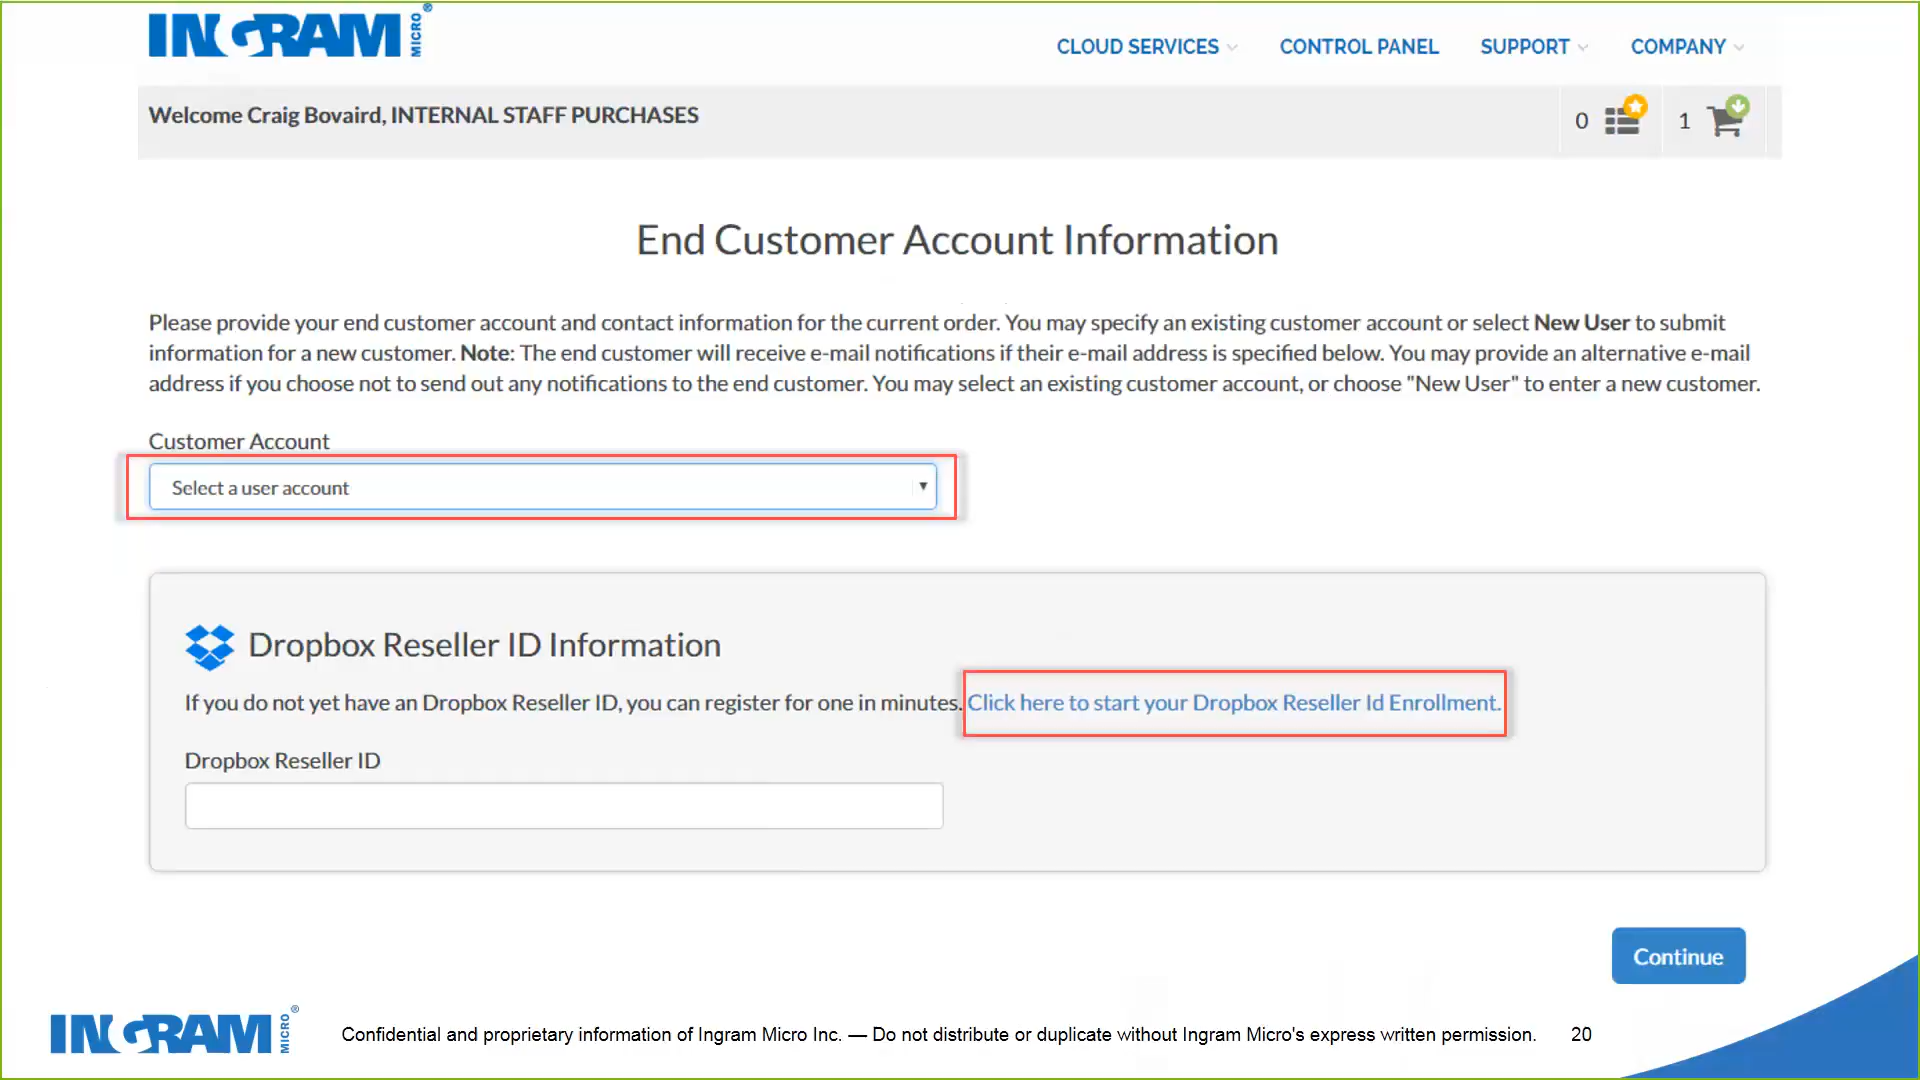 INGRAM MICRO ®
CLOUD SERVICES CONTROL PANEL SUPPORT COMPANY
Welcome Craig Bovaird, INTERNAL STAFF PURCHASES
0 1
End Customer Account Information
Please provide your end customer account and contact information for the current order. You may specify an existing customer account or select New User to submit
information for a new customer. Note: The end customer will receive e-mail notifications if their e-mail address is specified below. You may provide an alternative e-mail
address if you choose not to send out any notifications to the end customer. You may select an existing customer account, or choose "New User" to enter a new customer.
Customer Account
Select a user account
Dropbox Reseller ID Information
If you do not yet have an Dropbox Reseller ID, you can register for one in minutes. Click here to start your Dropbox Reseller Id Enrollment.
Dropbox Reseller ID
Continue
INGRAM MICRO ® Confidential and proprietary information of Ingram Micro Inc. — Do not distribute or duplicate without Ingram Micro's express written permission. 20